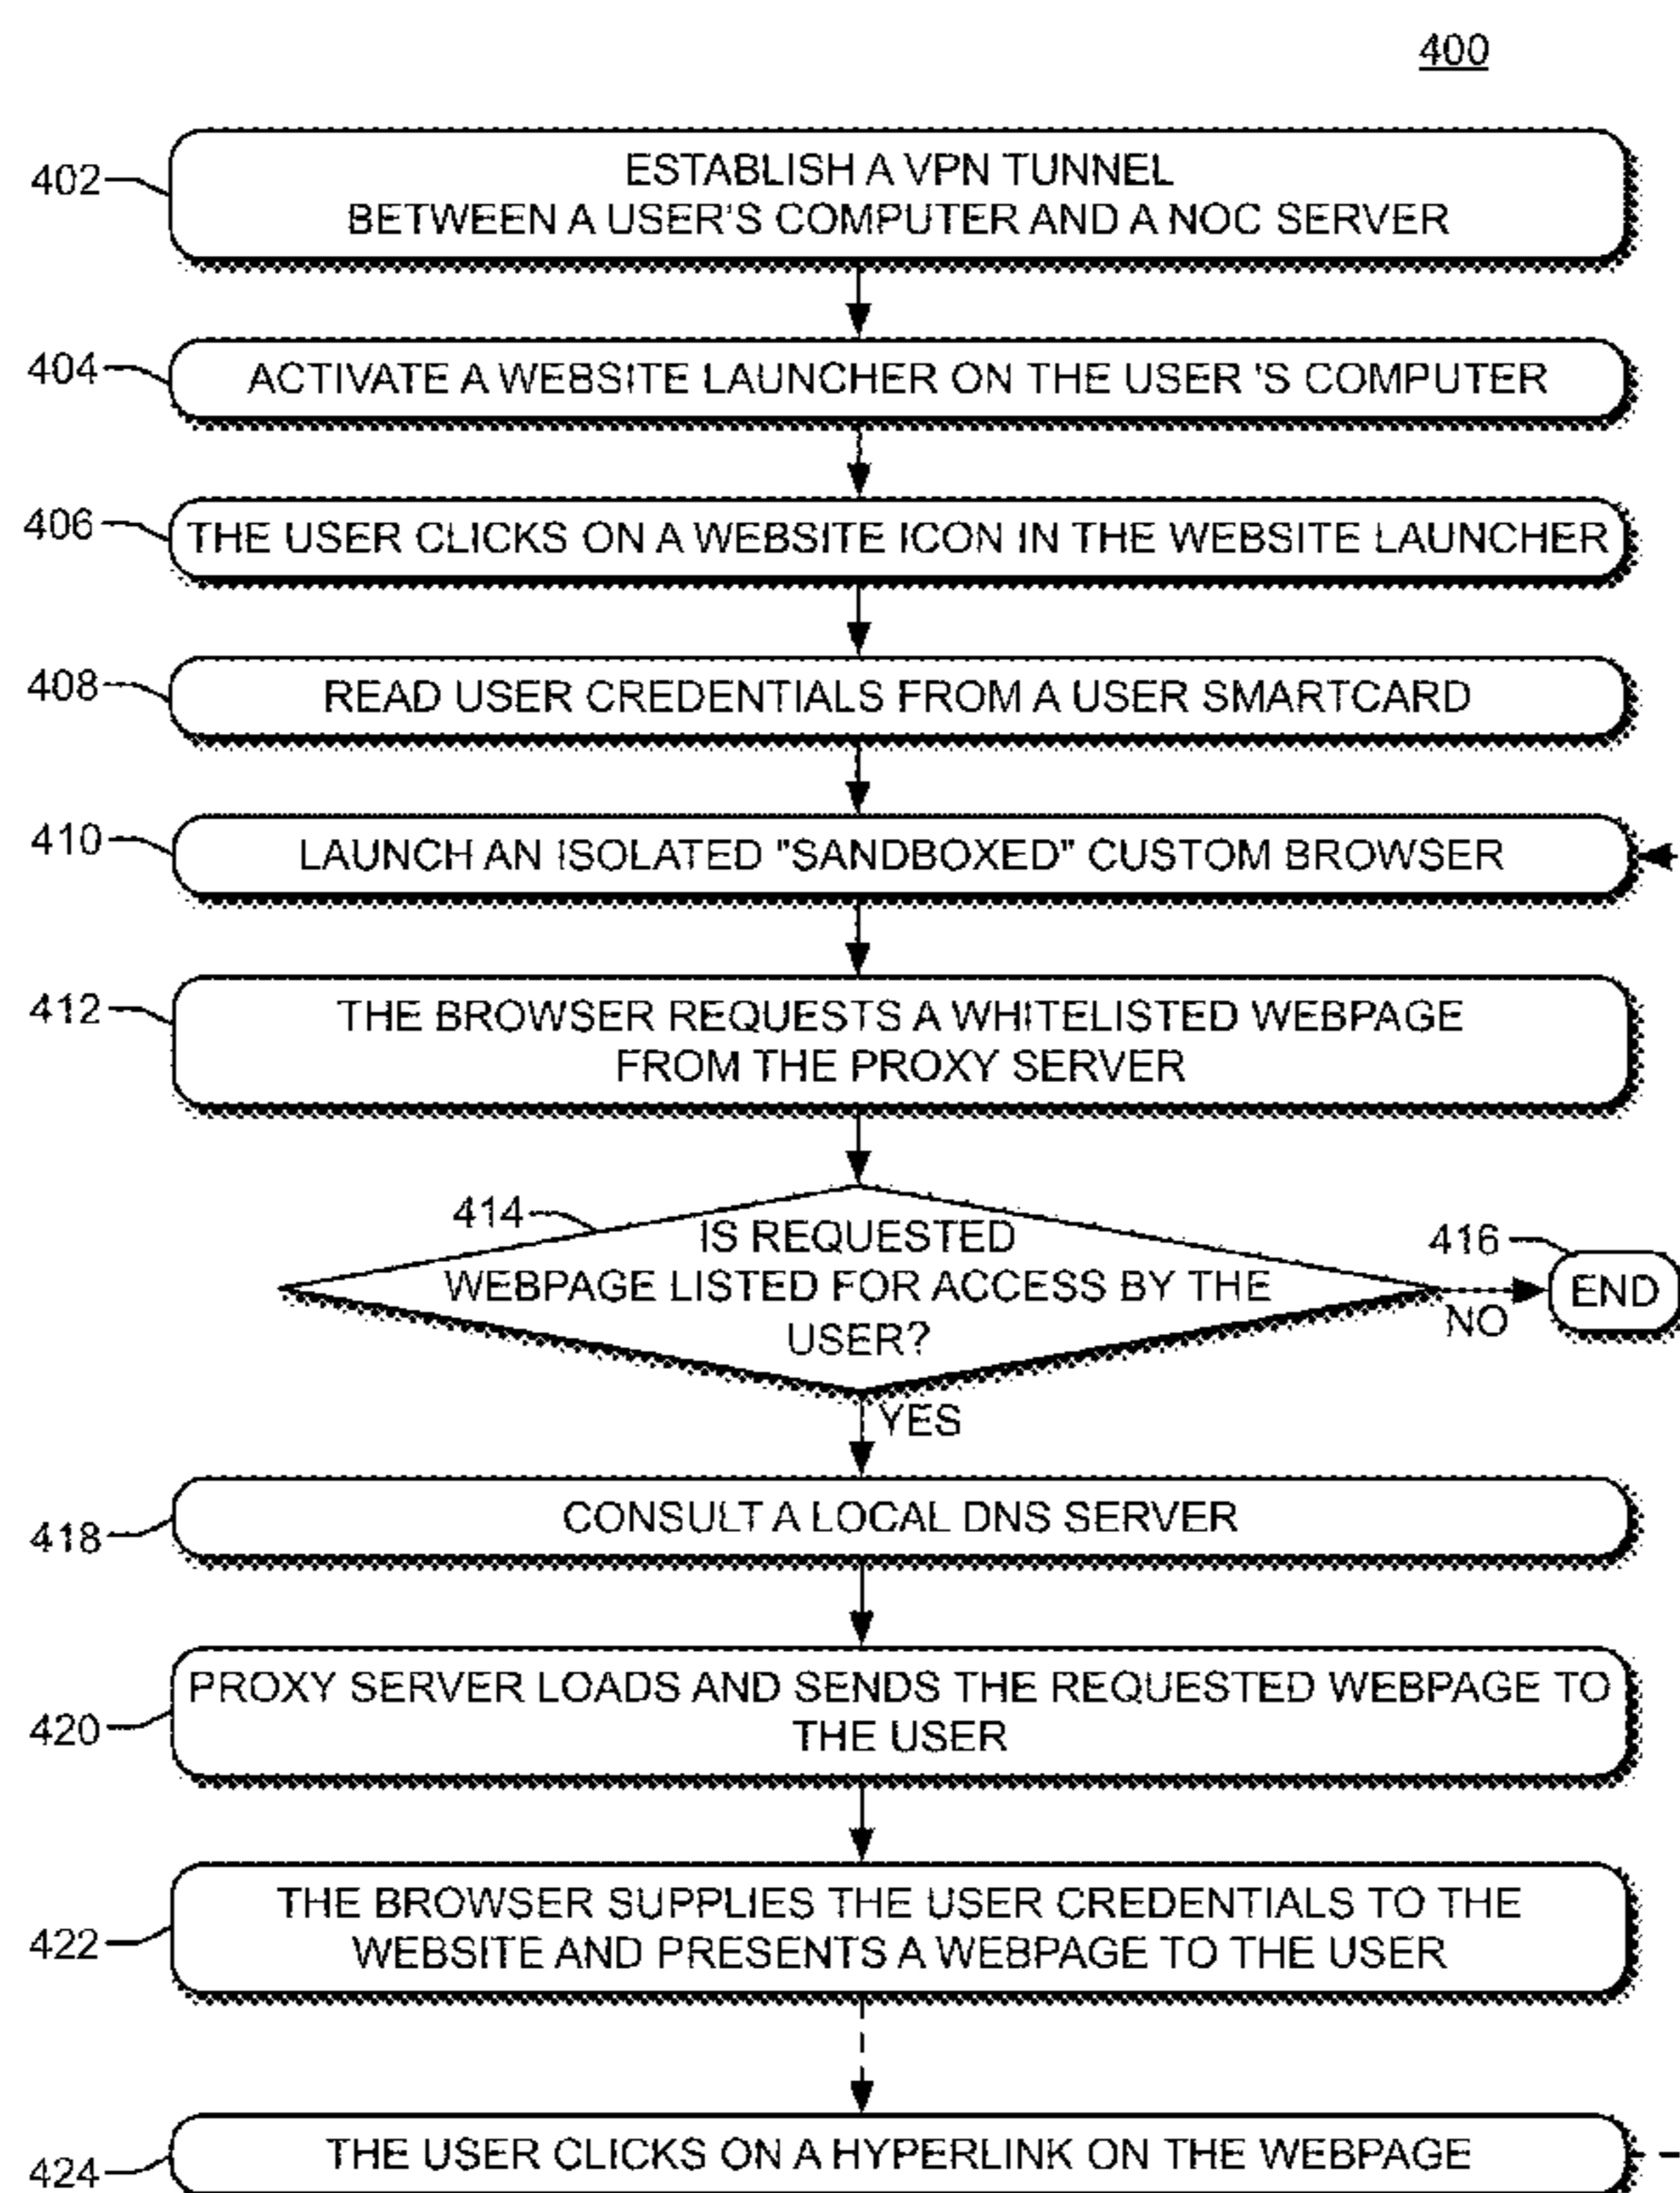 400
402
ESTABLISH A VPN TUNNEL
BETWEEN A USER'S COMPUTER AND A NOC SERVER
404
ACTIVATE A WEBSITE LAUNCHER ON THE USER 'S COMPUTER
406
THE USER CLICKS ON A WEBSITE ICON IN THE WEBSITE LAUNCHER
408
READ USER CREDENTIALS FROM A USER SMARTCARD
410
LAUNCH AN ISOLATED "SANDBOXED" CUSTOM BROWSER
412
THE BROWSER REQUESTS A WHITELISTED WEBPAGE
FROM THE PROXY SERVER
414
IS REQUESTED
WEBPAGE LISTED FOR ACCESS BY THE
USER?
416
END
NO
YES
418
CONSULT A LOCAL DNS SERVER
420
PROXY SERVER LOADS AND SENDS THE REQUESTED WEBPAGE TO
THE USER
422
THE BROWSER SUPPLIES THE USER CREDENTIALS TO THE
WEBSITE AND PRESENTS A WEBPAGE TO THE USER
424
THE USER CLICKS ON A HYPERLINK ON THE WEBPAGE